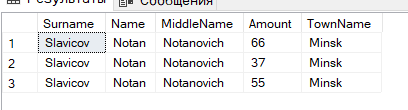 Результаты Сообщения
Surname Name MiddleName Amount TownName
1 Slavicov Notan Notanovich 66 Minsk
2 Slavicov Notan Notanovich 37 Minsk
3 Slavicov Notan Notanovich 55 Minsk